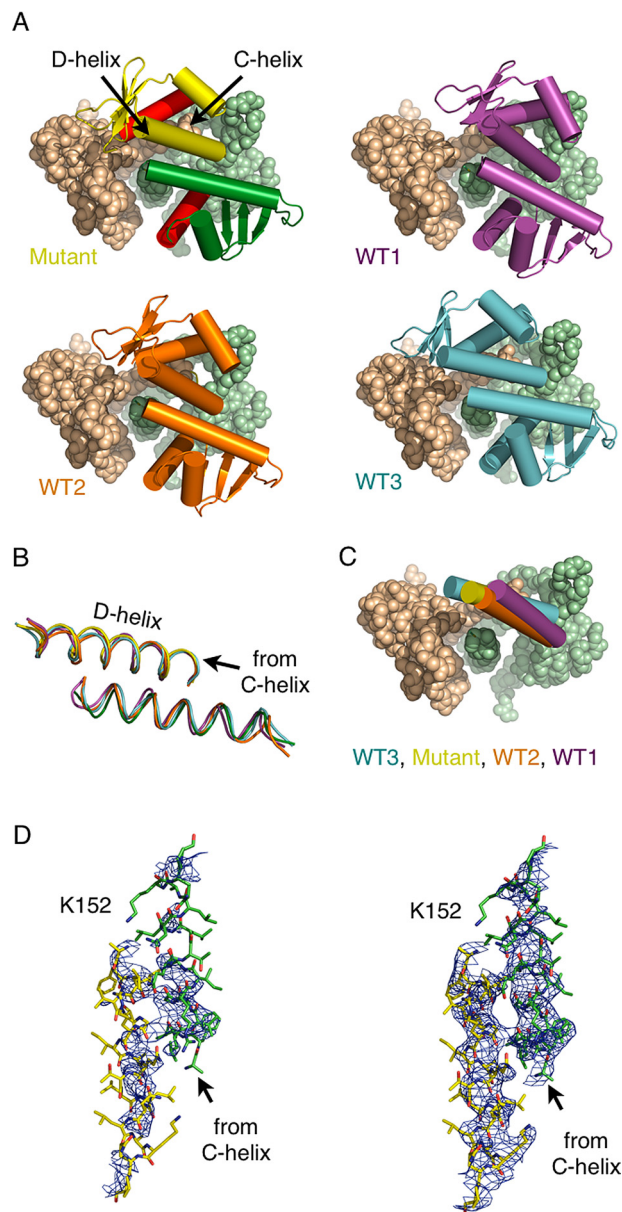 A
D-helix C-helix
Mutant
WT1
WT2
WT3
B
D-helix
from
C-helix
C
WT3, Mutant, WT2, WT1
D
K152
from
C-helix
K152
from
C-helix